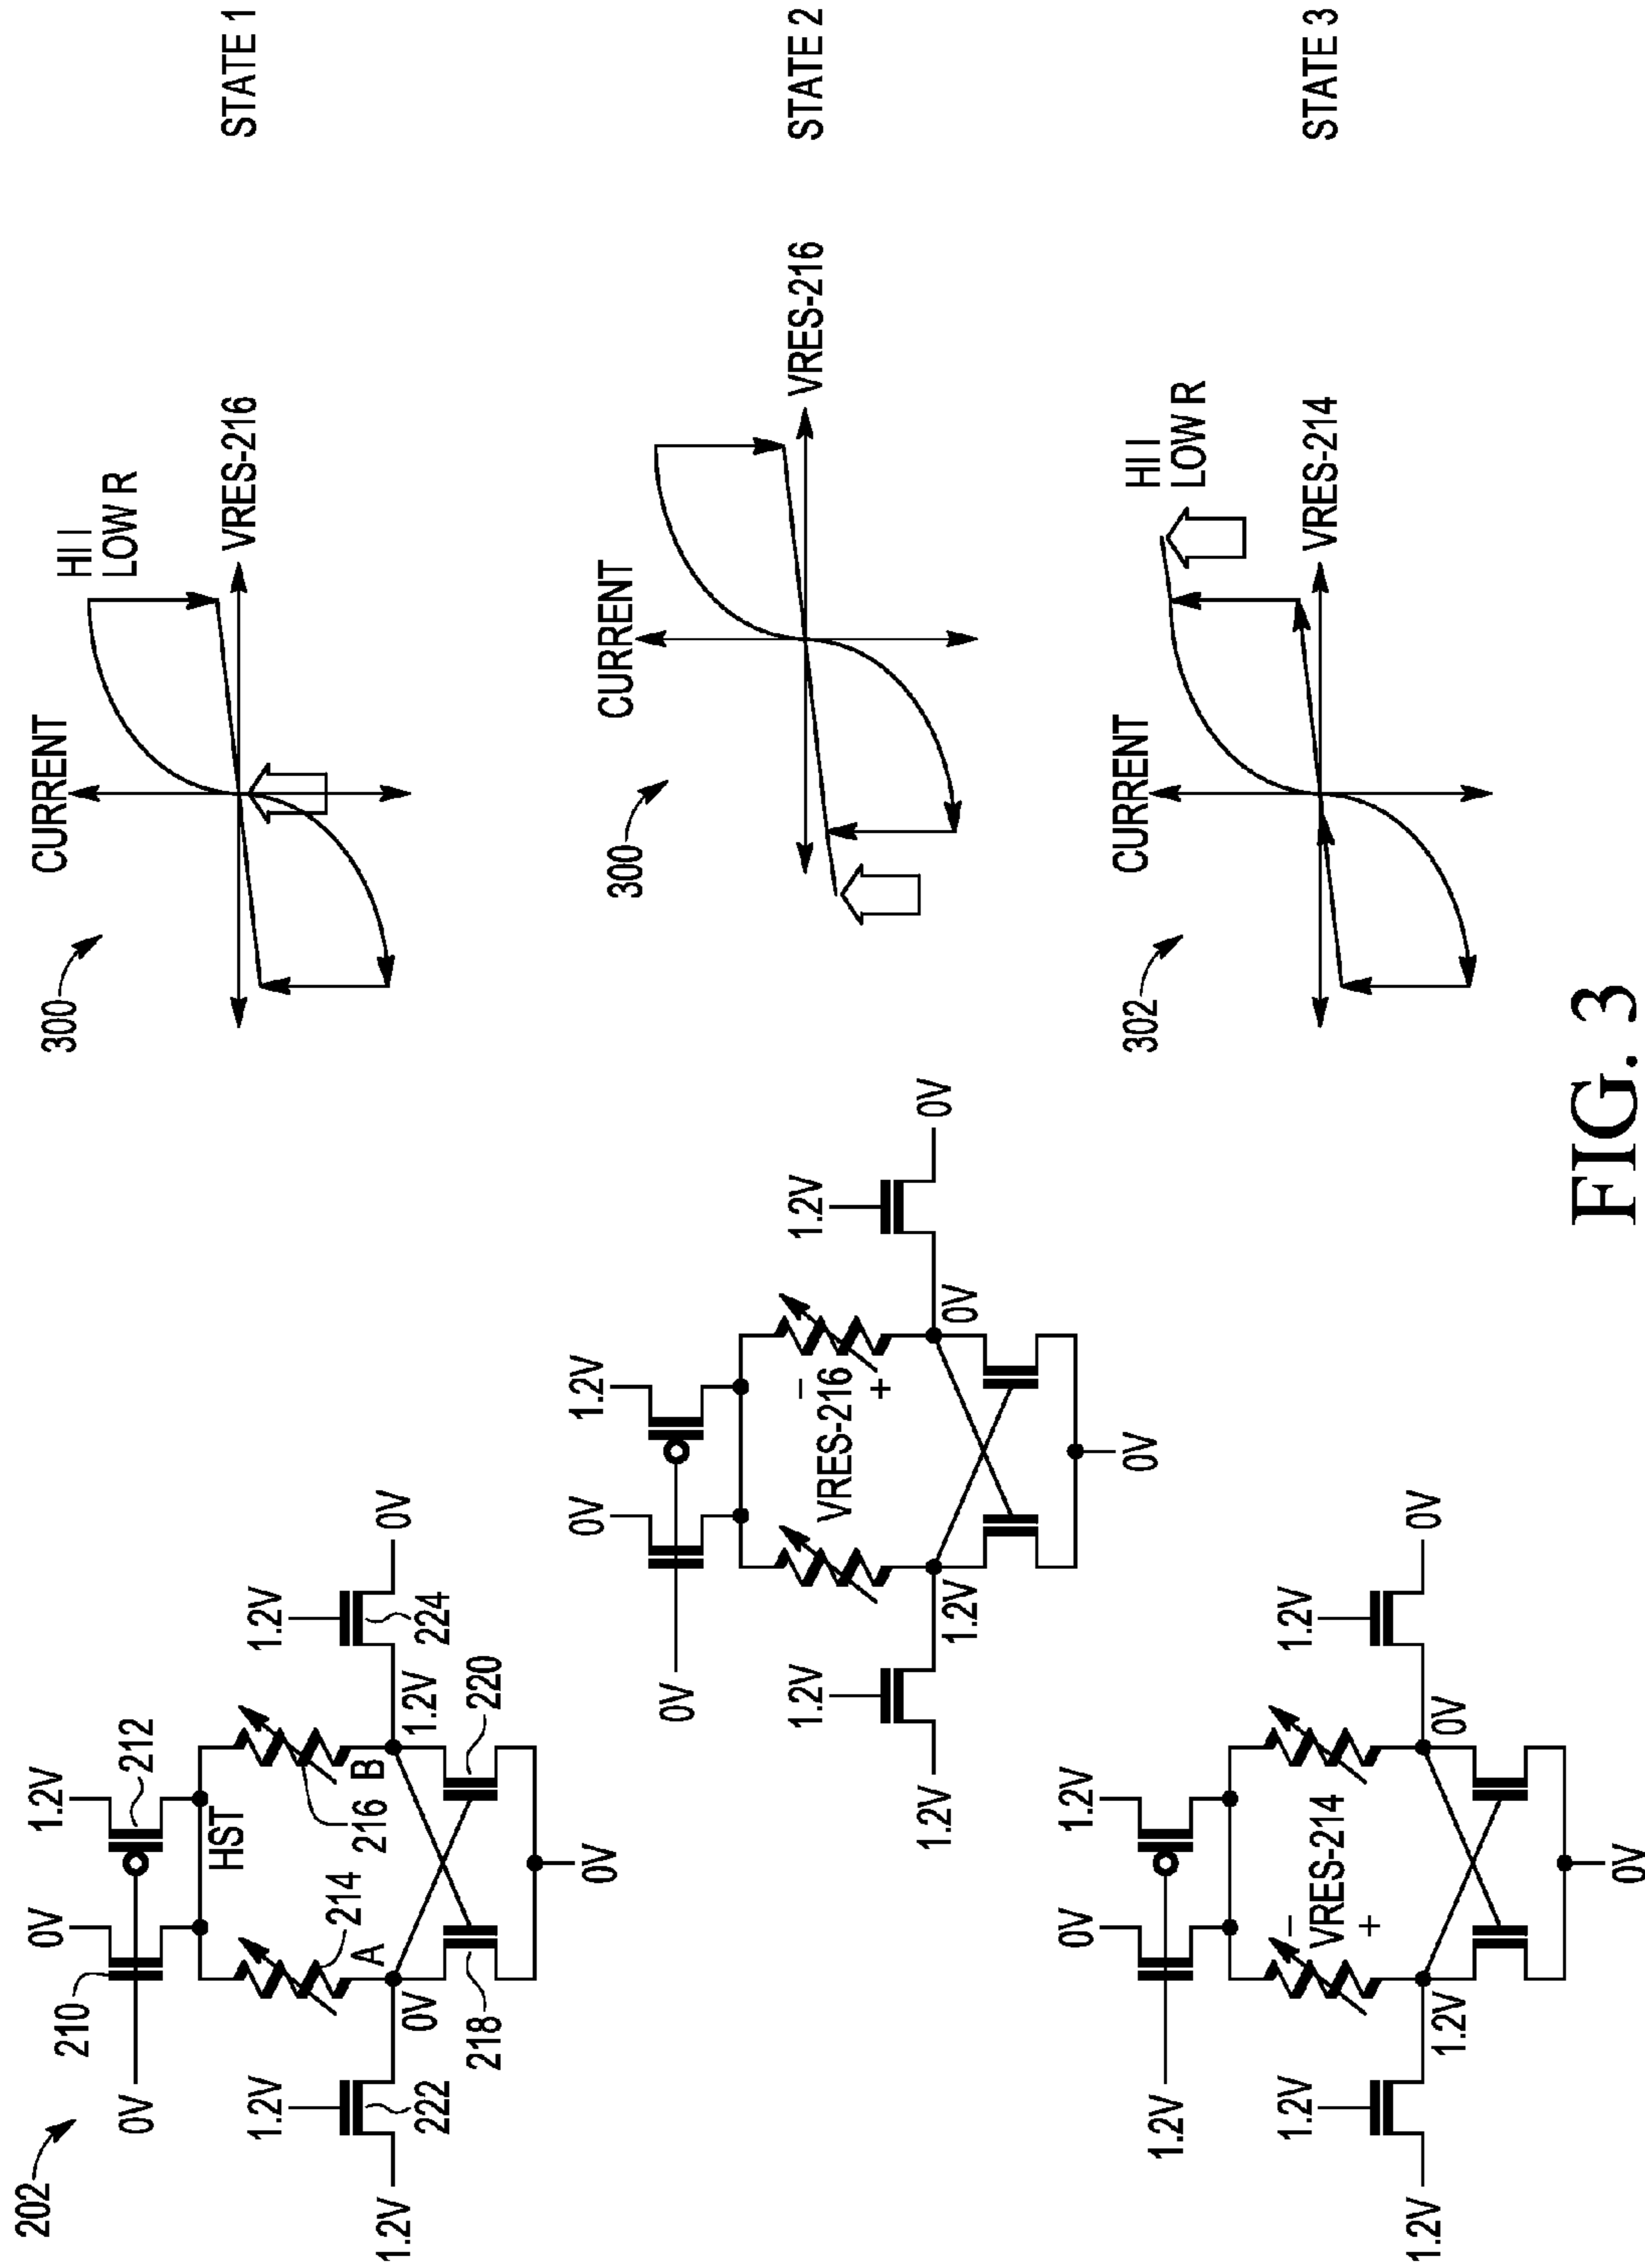 202
0V
210
0V
1.2V
212
HST
214
216
A
B
0V
1.2V
1.2V
1.2V
1.2V
222
224
0V
218
220
0V
300
CURRENT
HI I
LOW R
VRES-216
STATE 1
0V
0V
1.2V
VRES-216
−
+
1.2V
1.2V
1.2V
0V
1.2V
0V
0V
300
CURRENT
VRES-216
STATE 2
1.2V
0V
1.2V
−
VRES-214
+
1.2V
1.2V
1.2V
0V
1.2V
0V
0V
302
CURRENT
HI I
LOW R
VRES-214
STATE 3
FIG. 3